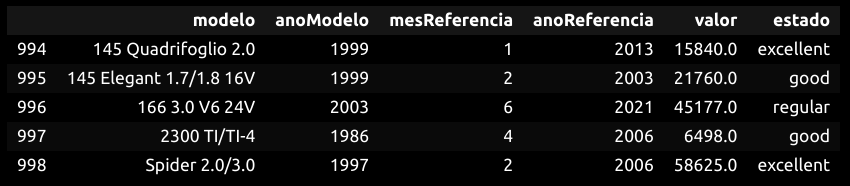 modelo anoModelo mesReferencia anoReferencia valor estado
994 145 Quadrifoglio 2.0 1999 1 2013 15840.0 excellent
995 145 Elegant 1.7/1.8 16V 1999 2 2003 21760.0 good
996 166 3.0 V6 24V 2003 6 2021 45177.0 regular
997 2300 TI/TI-4 1986 4 2006 6498.0 good
998 Spider 2.0/3.0 1997 2 2006 58625.0 excellent